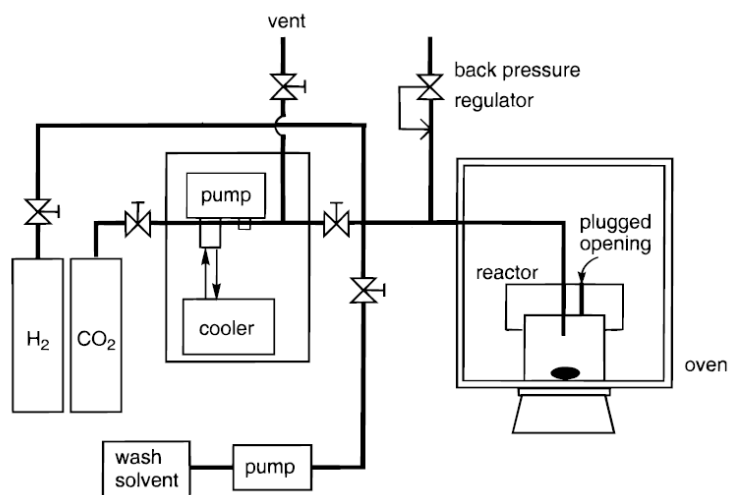 vent
back pressure
regulator
pump
plugged
opening
reactor
cooler
H₂
CO₂
oven
wash
solvent
pump